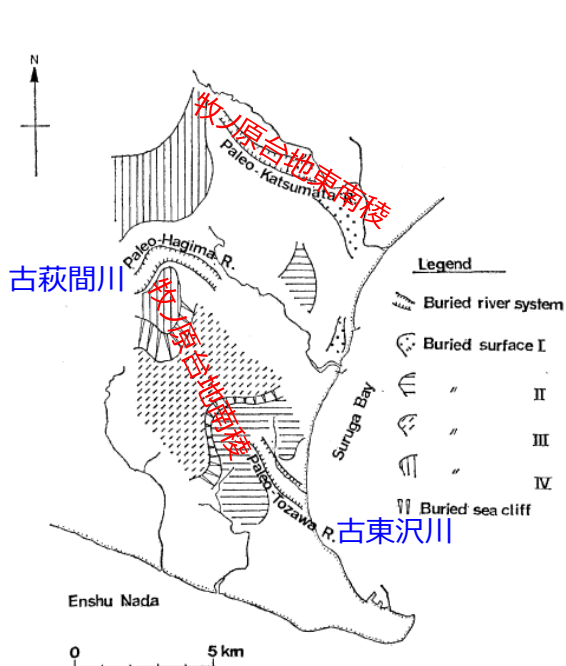 N
牧ノ原台地東南稜
Paleo-Katsumata R.
Paleo-Hagima R.
古萩間川
牧ノ原台地南稜
Legend
Buried river system
Buried surface I
〃 II
〃 III
〃 IV
Buried sea cliff
Suruga Bay
Paleo-Tozawa R.
古東沢川
Enshu Nada
0 5 km